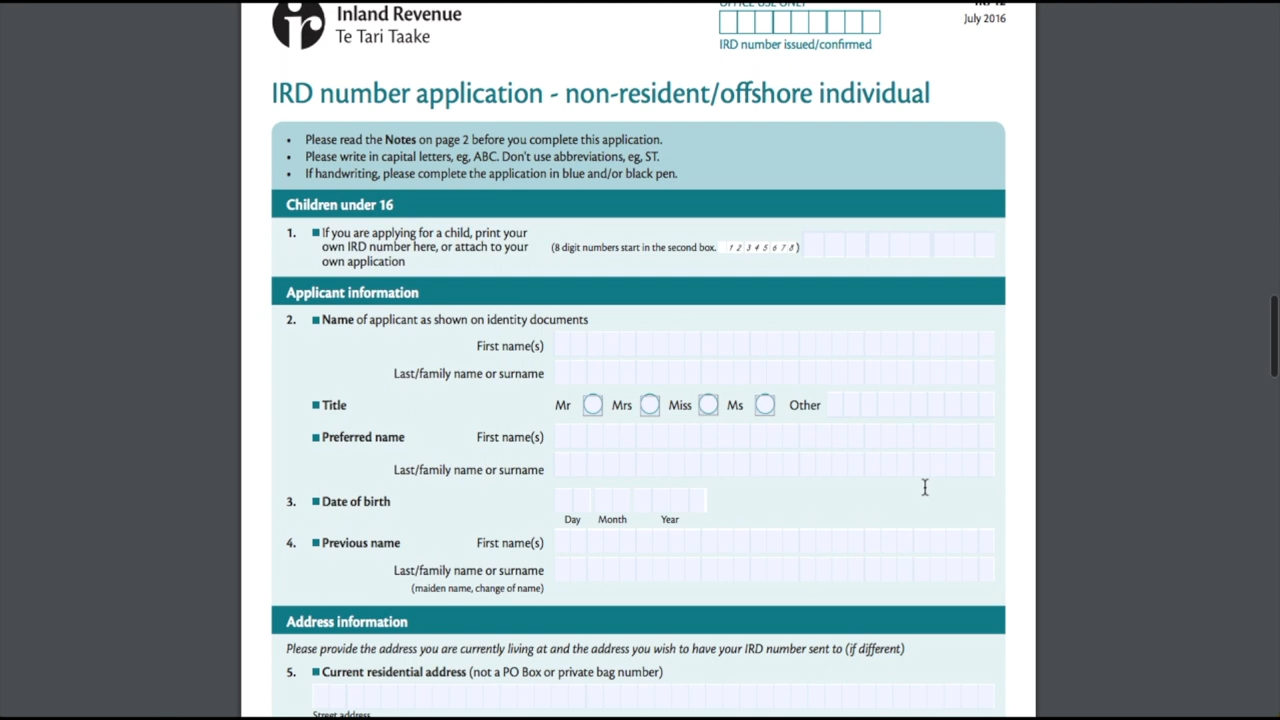 Inland Revenue
Te Tari Taake
OFFICE USE ONLY
IRD number issued/confirmed
July 2016
IRD number application - non-resident/offshore individual
• Please read the Notes on page 2 before you complete this application.
• Please write in capital letters, eg, ABC. Don't use abbreviations, eg, ST.
• If handwriting, please complete the application in blue and/or black pen.
Children under 16
1. If you are applying for a child, print your
own IRD number here, or attach to your (8 digit numbers start in the second box. 1 2 3 4 5 6 7 8 )
own application
Applicant information
2. Name of applicant as shown on identity documents
First name(s)
Last/family name or surname
Title Mr Mrs Miss Ms Other
Preferred name First name(s)
Last/family name or surname
3. Date of birth
Day Month Year
4. Previous name First name(s)
Last/family name or surname
(maiden name, change of name)
Address information
Please provide the address you are currently living at and the address you wish to have your IRD number sent to (if different)
5. Current residential address (not a PO Box or private bag number)
Street address